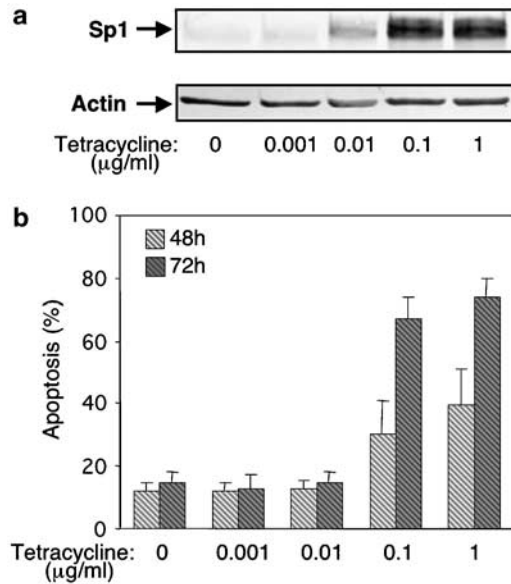 a
Sp1
Actin
Tetracycline: 0 0.001 0.01 0.1 1
(μg/ml)
b
100
48h
72h
80
60
40
20
0
Apoptosis (%)
Tetracycline: 0 0.001 0.01 0.1 1
(μg/ml)